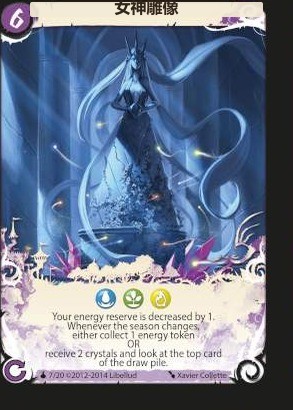 6
女神雕像
Your energy reserve is decreased by 1.
Whenever the season changes,
either collect 1 energy token
OR
receive 2 crystals and look at the top card
of the draw pile.
7/20 ©2012-2014 Libellud Xavier Collette